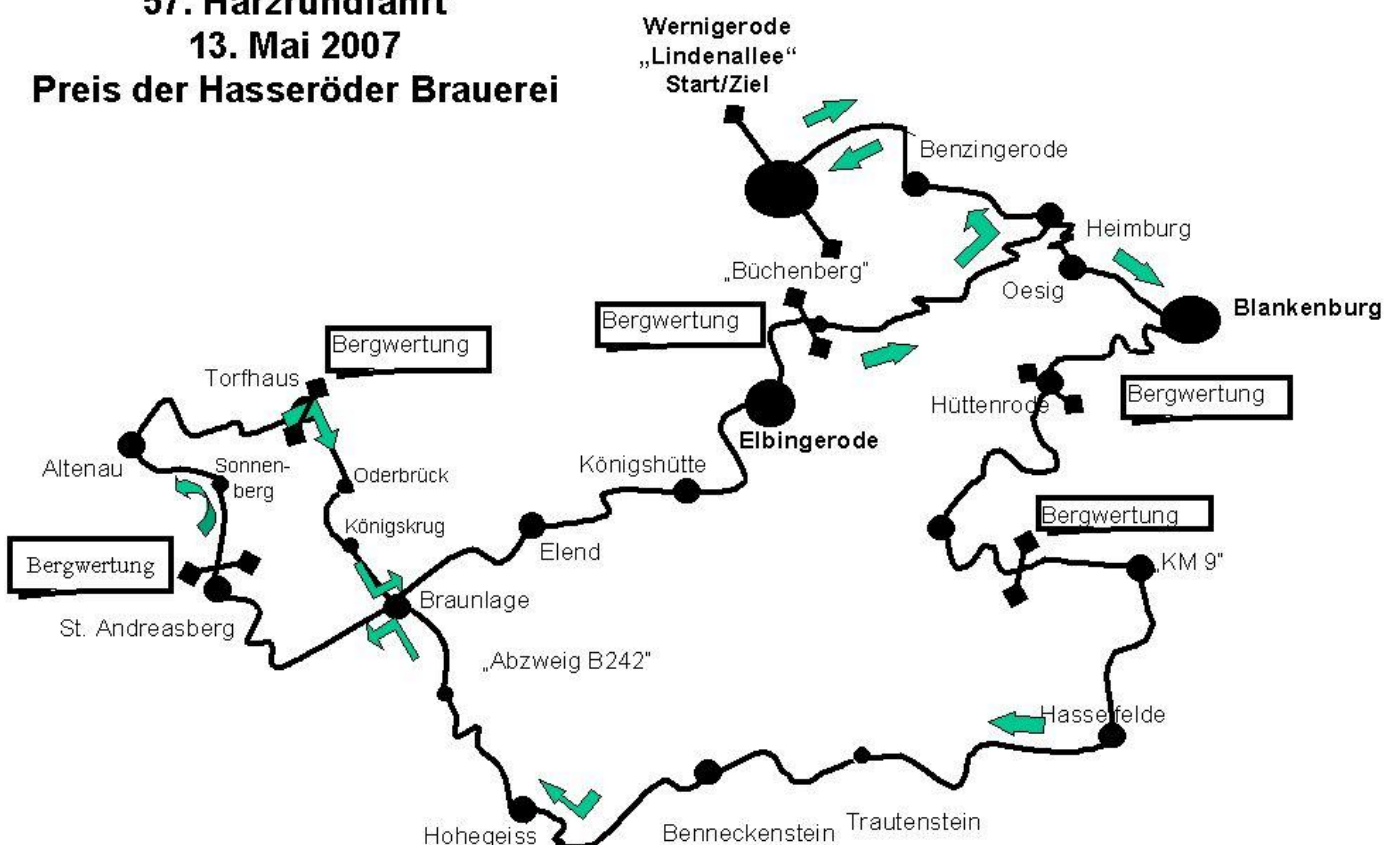 57. Harzrundfahrt
13. Mai 2007
Preis der Hasseröder Brauerei
Wernigerode
„Lindenallee“
Start/Ziel
Benzingerode
Heimburg
„Büchenberg"
Oesig
Blankenburg
Bergwertung
Bergwertung
Torfhaus
Hüttenrode
Bergwertung
Elbingerode
Altenau
Sonnen-
berg
Oderbrück
Königshütte
Königskrug
Bergwertung
Bergwertung
Elend
„KM 9"
Braunlage
St. Andreasberg
„Abzweig B242"
Hasselfelde
Hohegeiss
Benneckenstein
Trautenstein